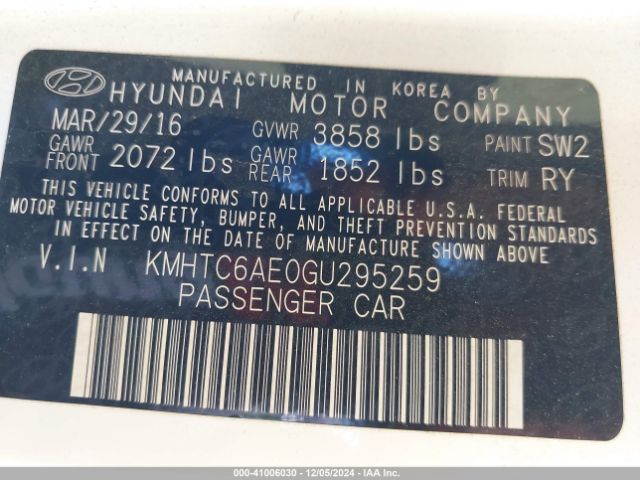 MANUFACTURED IN KOREA BY
HYUNDAI MOTOR COMPANY
MAR/29/16 GVWR 3858 lbs PAINT SW2
GAWR FRONT 2072 lbs GAWR REAR 1852 lbs TRIM RY
THIS VEHICLE CONFORMS TO ALL APPLICABLE U.S.A. FEDERAL
MOTOR VEHICLE SAFETY, BUMPER, AND THEFT PREVENTION STANDARDS
IN EFFECT ON THE DATE OF MANUFACTURE SHOWN ABOVE
V.I.N KMHTC6AE0GU295259
PASSENGER CAR
000-41006030 - 12/05/2024 - IAA Inc.